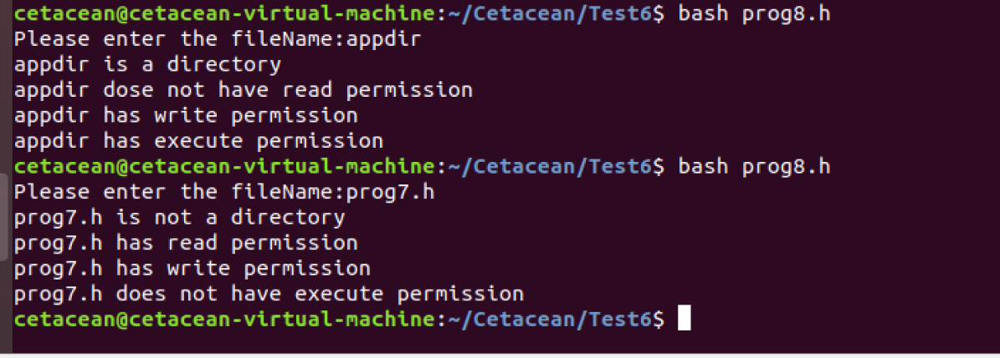 cetacean@cetacean-virtual-machine:~/Cetacean/Test6$ bash prog8.h
Please enter the fileName:appdir
appdir is a directory
appdir dose not have read permission
appdir has write permission
appdir has execute permission
cetacean@cetacean-virtual-machine:~/Cetacean/Test6$ bash prog8.h
Please enter the fileName:prog7.h
prog7.h is not a directory
prog7.h has read permission
prog7.h has write permission
prog7.h does not have execute permission
cetacean@cetacean-virtual-machine:~/Cetacean/Test6$